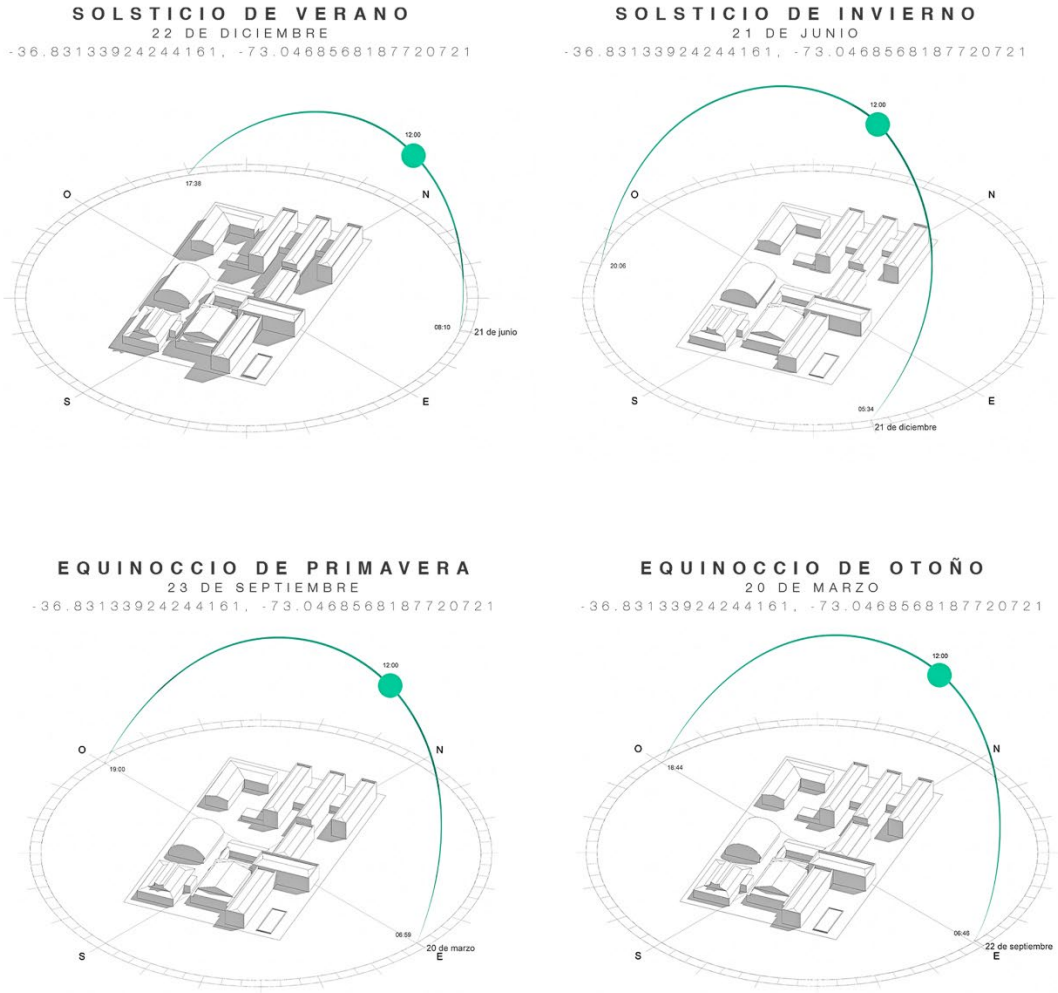 SOLSTICIO DE VERANO
22 DE DICIEMBRE
-36.83133924244161, -73.0468568187720721
12:00
17:38
O
N
08:10
21 de junio
S
E
SOLSTICIO DE INVIERNO
21 DE JUNIO
-36.83133924244161, -73.0468568187720721
12:00
O
N
20:06
05:34
S
E
21 de diciembre
EQUINOCCIO DE PRIMAVERA
23 DE SEPTIEMBRE
-36.83133924244161, -73.0468568187720721
12:00
O
N
19:00
06:59
20 de marzo
S
E
EQUINOCCIO DE OTOÑO
20 DE MARZO
-36.83133924244161, -73.0468568187720721
12:00
O
N
18:44
06:45
22 de septiembre
S
E